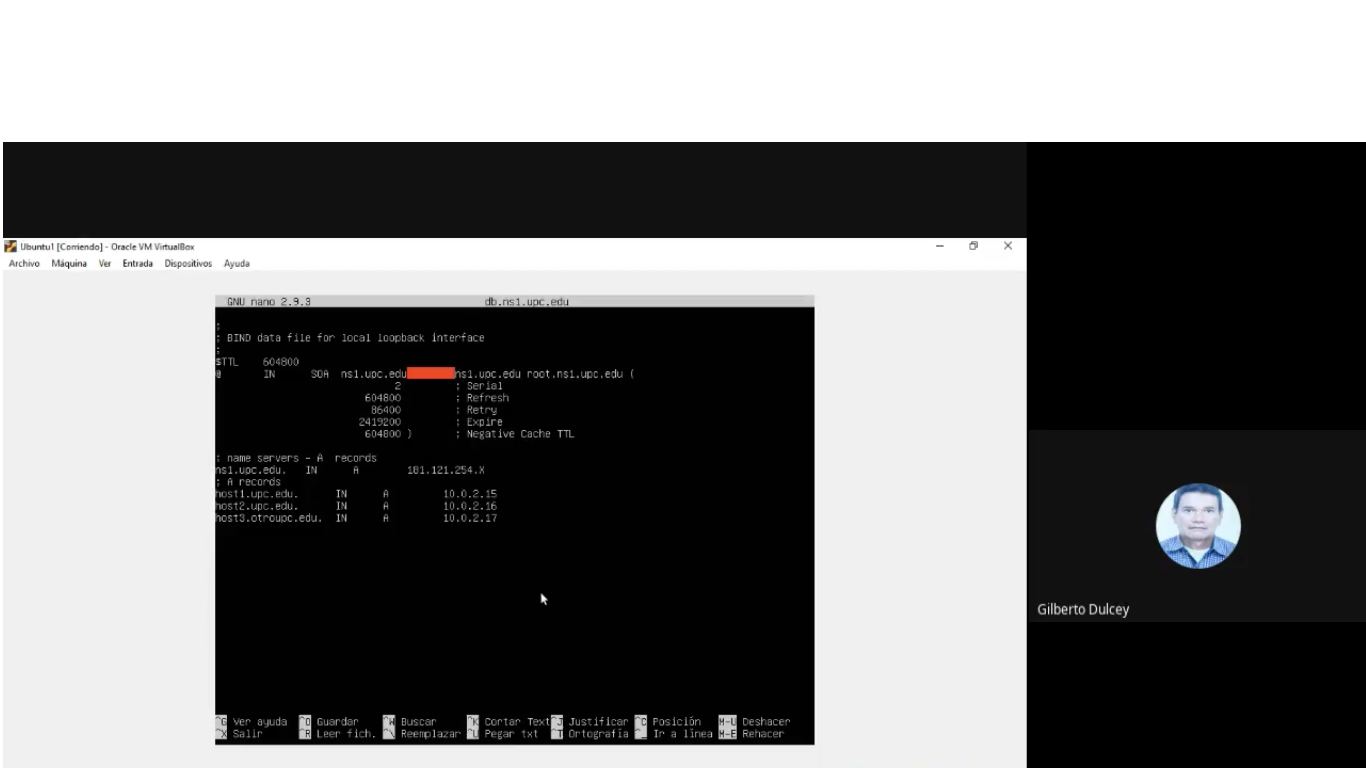 Ubuntu1 [Corriendo] - Oracle VM VirtualBox
Archivo Máquina Ver Entrada Dispositivos Ayuda
GNU nano 2.9.3 db.ns1.upc.edu
;
; BIND data file for local loopback interface
;
$TTL 604800
@ IN SOA ns1.upc.edu ns1.upc.edu root.ns1.upc.edu (
2 ; Serial
604800 ; Refresh
86400 ; Retry
2419200 ; Expire
604800 ) ; Negative Cache TTL
; name servers - A records
ns1.upc.edu. IN A 181.121.254.X
; A records
host1.upc.edu. IN A 10.0.2.15
host2.upc.edu. IN A 10.0.2.16
host3.otroupc.edu. IN A 10.0.2.17
Gilberto Dulcey
^G Ver ayuda ^O Guardar ^W Buscar ^K Cortar Text ^J Justificar ^C Posición M-U Deshacer
^X Salir ^R Leer fich. ^\ Reemplazar ^U Pegar txt ^T Ortografía ^_ Ir a línea M-E Rehacer